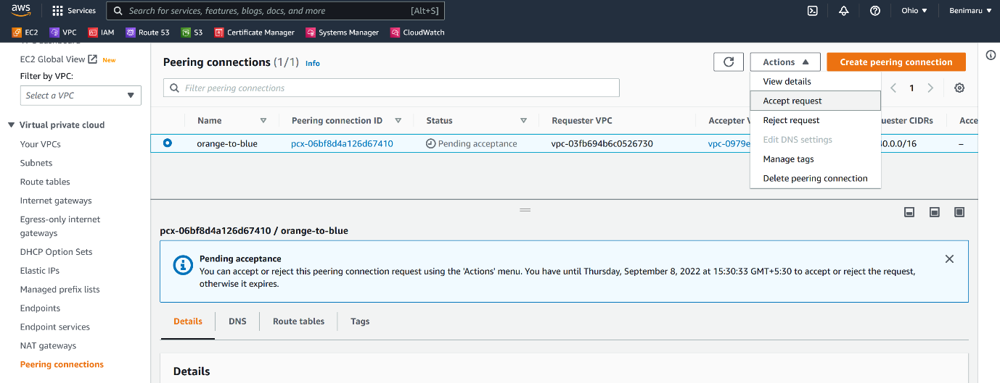 aws
Services
Search for services, features, blogs, docs, and more
[Alt+S]
Ohio
Benimaru
EC2
VPC
IAM
Route 53
S3
Certificate Manager
Systems Manager
CloudWatch
EC2 Global View
New
Filter by VPC:
Select a VPC
Virtual private cloud
Your VPCs
Subnets
Route tables
Internet gateways
Egress-only internet
gateways
DHCP Option Sets
Elastic IPs
Managed prefix lists
Endpoints
Endpoint services
NAT gateways
Peering connections
Peering connections (1/1) Info
Actions
Create peering connection
Filter peering connections
1
View details
Accept request
Reject request
Edit DNS settings
Manage tags
Delete peering connection
Name
Peering connection ID
Status
Requester VPC
Accepter V
uester CIDRs
Acce
orange-to-blue
pcx-06bf8d4a126d67410
Pending acceptance
vpc-03fb694b6c0526730
vpc-0979e
0.0.0/16
–
pcx-06bf8d4a126d67410 / orange-to-blue
Pending acceptance
You can accept or reject this peering connection request using the 'Actions' menu. You have until Thursday, September 8, 2022 at 15:30:33 GMT+5:30 to accept or reject the request,
otherwise it expires.
Details
DNS
Route tables
Tags
Details